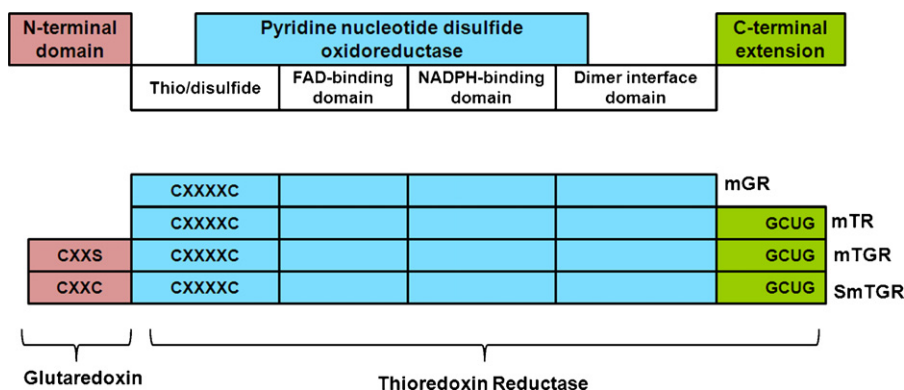 N-terminal
domain
Pyridine nucleotide disulfide
oxidoreductase
C-terminal
extension
Thio/disulfide
FAD-binding
domain
NADPH-binding
domain
Dimer interface
domain
CXXXXC
mGR
CXXXXC
GCUG
mTR
CXXS
CXXXXC
GCUG
mTGR
CXXC
CXXXXC
GCUG
SmTGR
Glutaredoxin
Thioredoxin Reductase